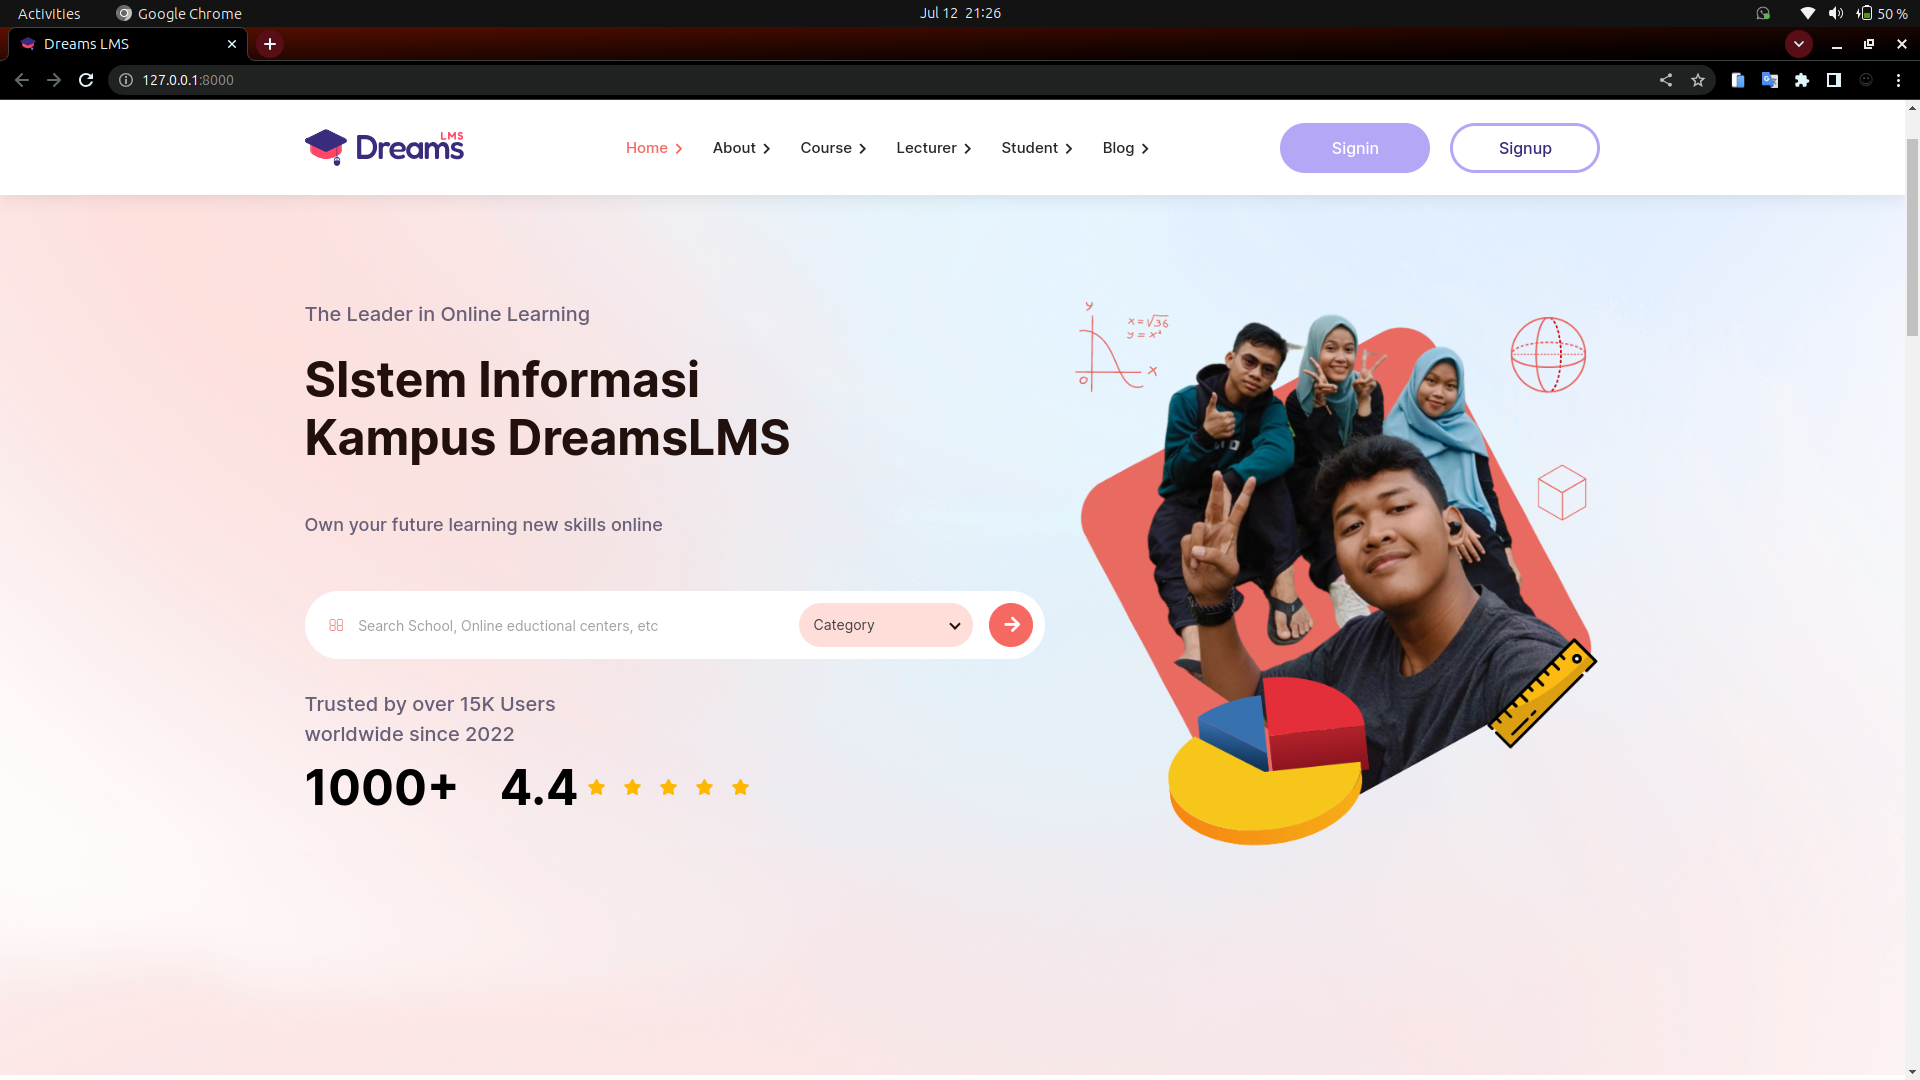 Activities
Google Chrome
Jul 12 21:26
50 %
Dreams LMS
127.0.0.1:8000
Dreams LMS
Home
About
Course
Lecturer
Student
Blog
Signin
Signup
The Leader in Online Learning
SIstem Informasi
Kampus DreamsLMS
Own your future learning new skills online
Search School, Online eductional centers, etc
Category
Trusted by over 15K Users
worldwide since 2022
1000+ 4.4
y
x = √36
y = x²
x
0